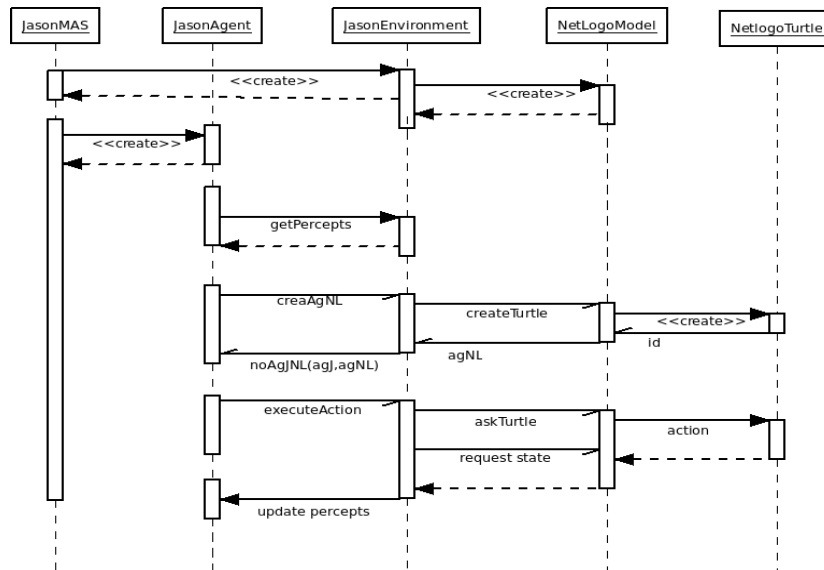 JasonMAS
JasonAgent
JasonEnvironment
NetLogoModel
NetlogoTurtle
<<create>>
<<create>>
<<create>>
getPercepts
creaAgNL
createTurtle
<<create>>
noAgJNL(agJ,agNL)
agNL
id
executeAction
askTurtle
action
request state
update percepts